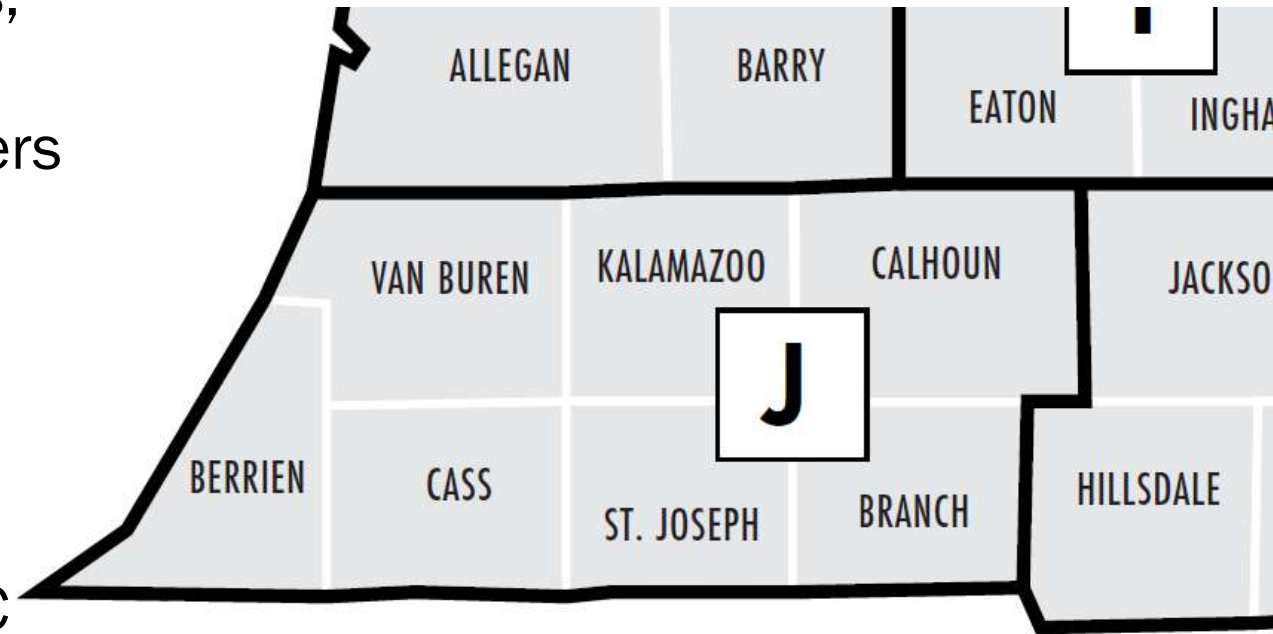 ALLEGAN
BARRY
EATON
ers
VAN BUREN
KALAMAZOO
CALHOUN
J
BERRIEN
CASS
ST. JOSEPH
BRANCH
HILLSDALE